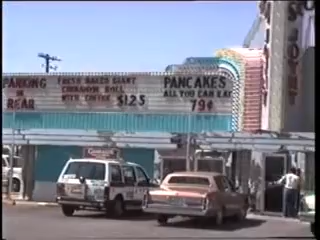 PARKING
IN
REAR
FRESH BAKED GIANT
CINNAMON ROLL
WITH COFFEE $1.25
PANCAKES
ALL YOU CAN EAT
79¢